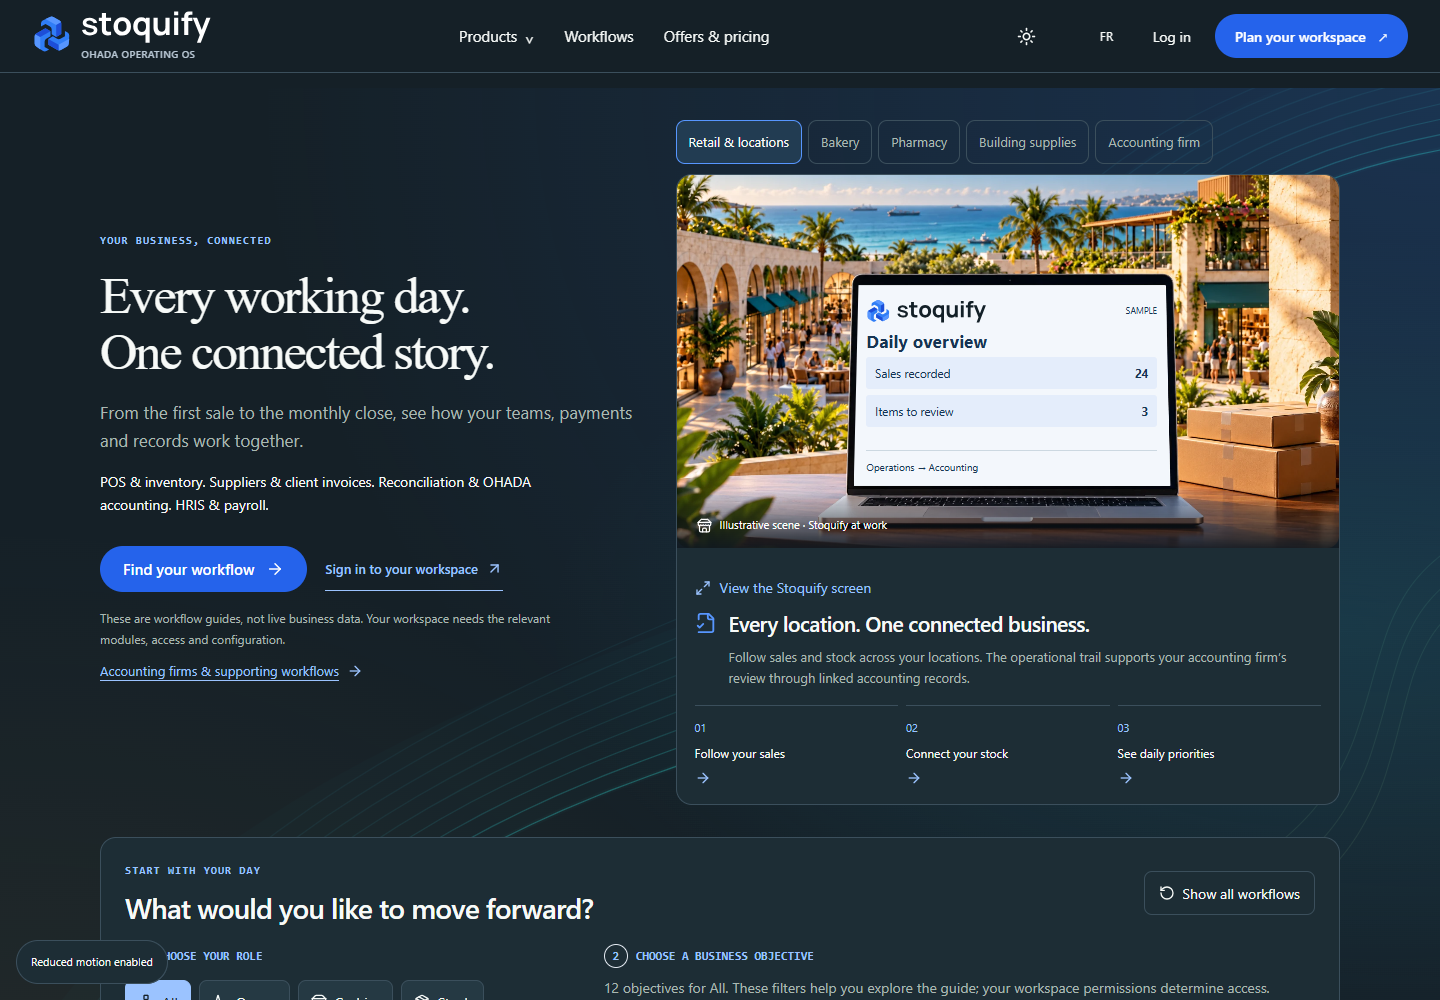 stoquify
OHADA OPERATING OS
Products
Workflows
Offers & pricing
FR
Log in
Plan your workspace
Retail & locations
Bakery
Pharmacy
Building supplies
Accounting firm
YOUR BUSINESS, CONNECTED
Every working day.
One connected story.
From the first sale to the monthly close, see how your teams, payments
and records work together.
POS & inventory. Suppliers & client invoices. Reconciliation & OHADA
accounting. HRIS & payroll.
Find your workflow
Sign in to your workspace
These are workflow guides, not live business data. Your workspace needs the relevant
modules, access and configuration.
Accounting firms & supporting workflows
stoquify
SAMPLE
Daily overview
Sales recorded 24
Items to review 3
Operations → Accounting
Illustrative scene · Stoquify at work
View the Stoquify screen
Every location. One connected business.
Follow sales and stock across your locations. The operational trail supports your accounting firm's
review through linked accounting records.
01
Follow your sales
02
Connect your stock
03
See daily priorities
START WITH YOUR DAY
What would you like to move forward?
Show all workflows
HOOSE YOUR ROLE
2 CHOOSE A BUSINESS OBJECTIVE
12 objectives for All. These filters help you explore the guide; your workspace permissions determine access.
Reduced motion enabled